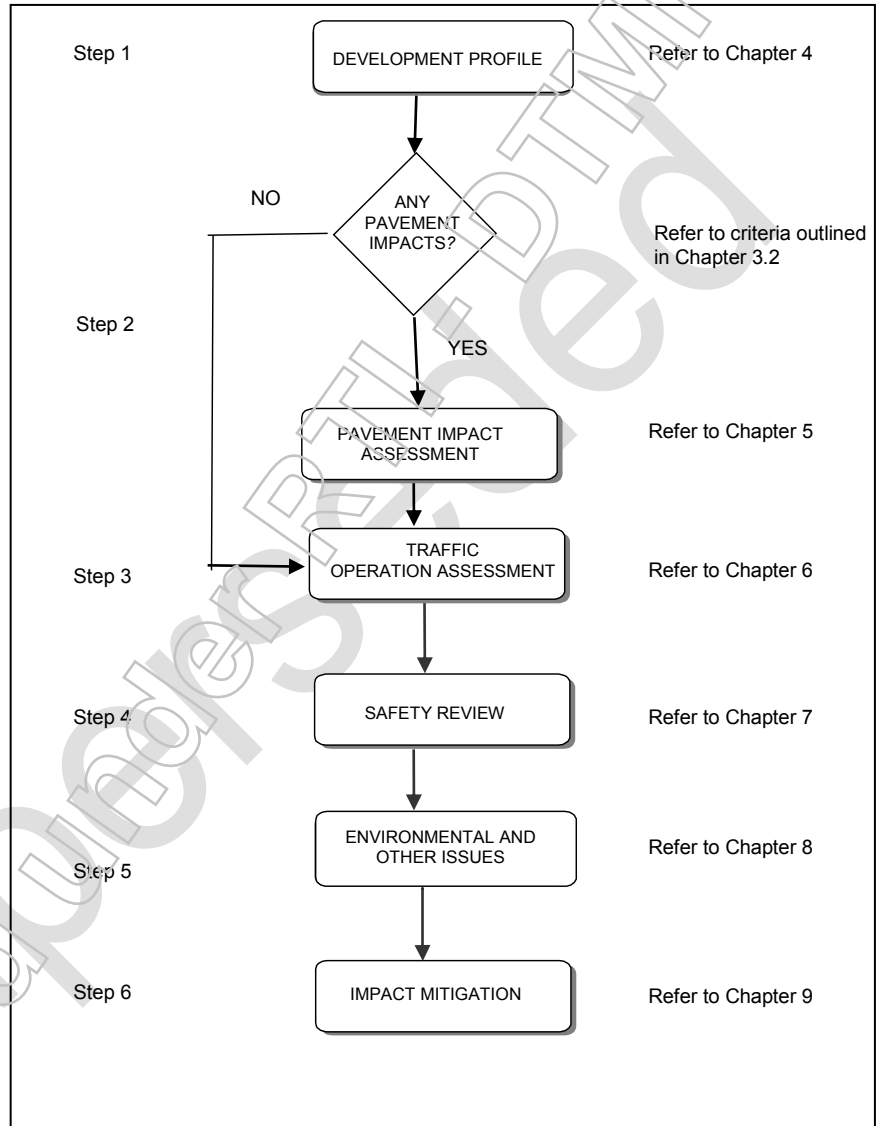 Step 1
DEVELOPMENT PROFILE
Refer to Chapter 4
NO
ANY
PAVEMENT
IMPACTS?
Refer to criteria outlined
in Chapter 3.2
Step 2
YES
PAVEMENT IMPACT
ASSESSMENT
Refer to Chapter 5
Step 3
TRAFFIC
OPERATION ASSESSMENT
Refer to Chapter 6
Step 4
SAFETY REVIEW
Refer to Chapter 7
Step 5
ENVIRONMENTAL AND
OTHER ISSUES
Refer to Chapter 8
Step 6
IMPACT MITIGATION
Refer to Chapter 9
under RTI - DTM